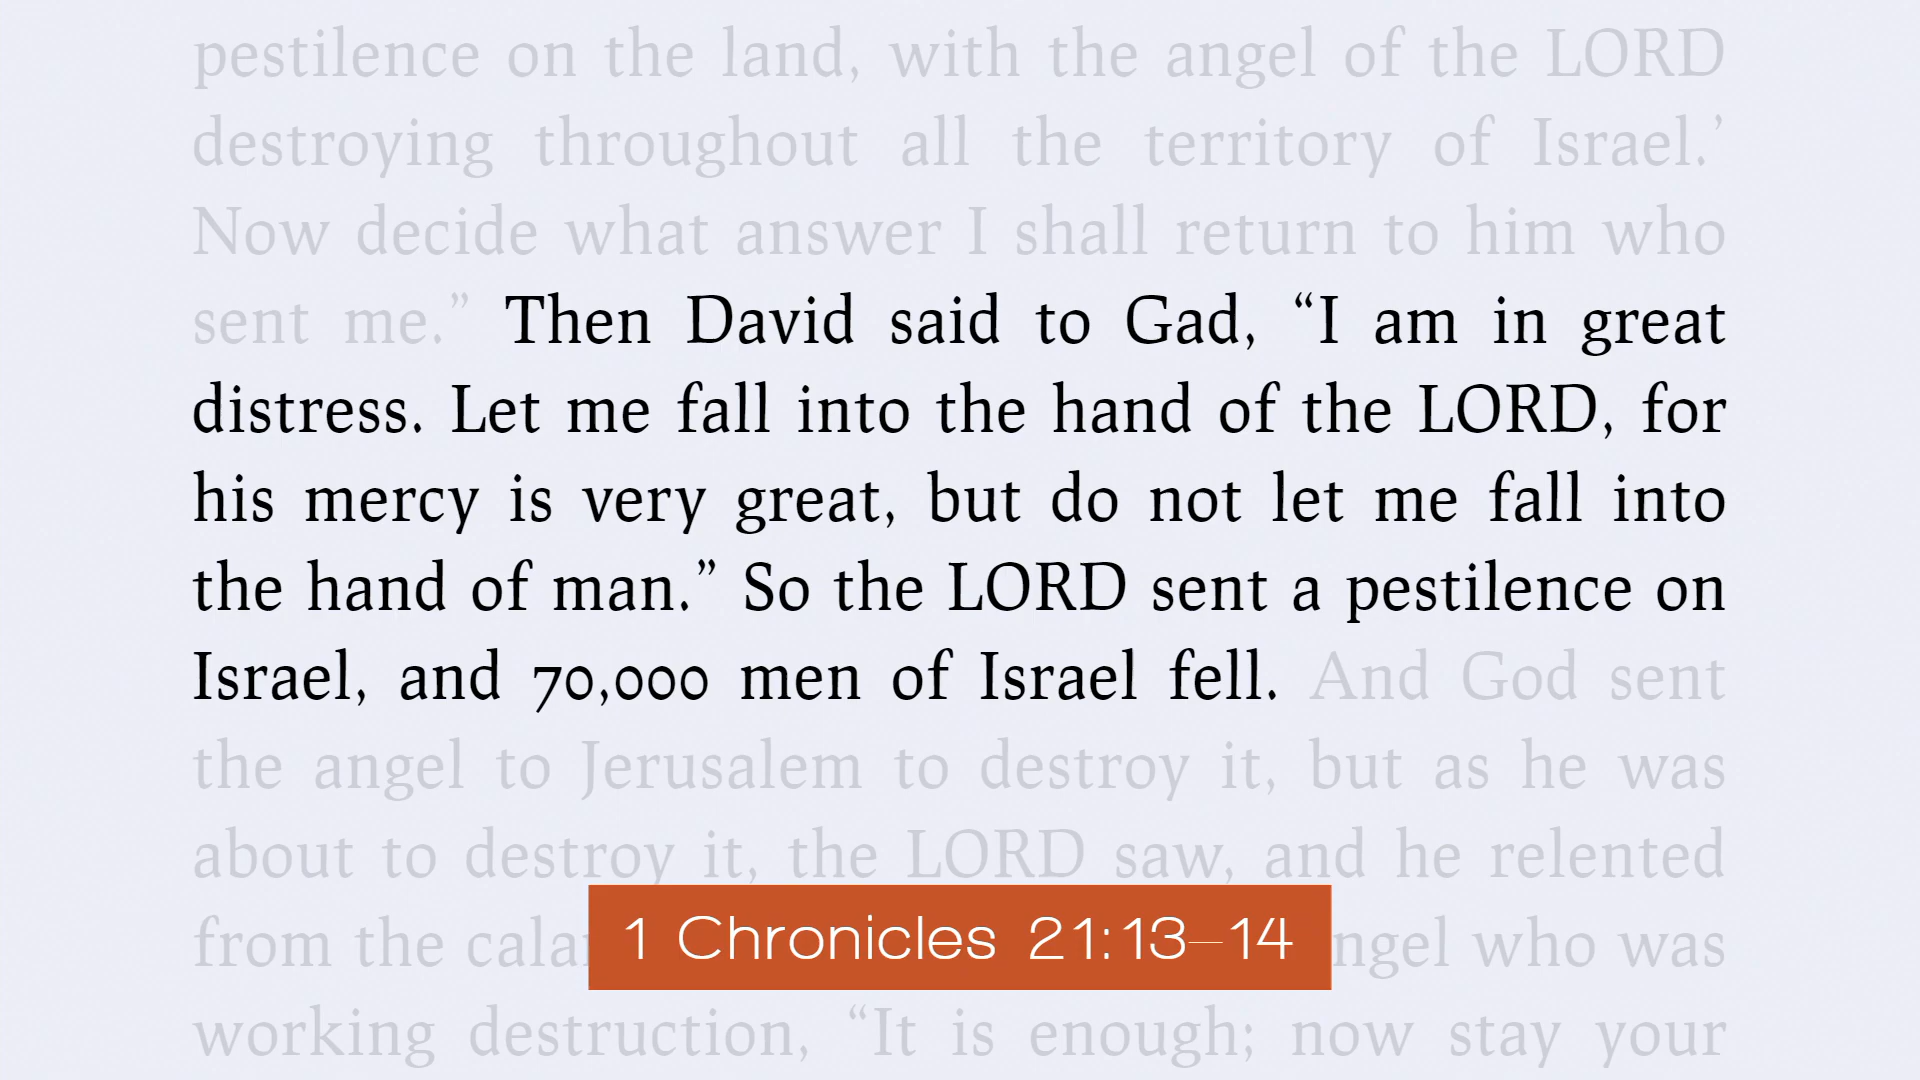 pestilence on the land, with the angel of the LORD
destroying throughout all the territory of Israel.’
Now decide what answer I shall return to him who
sent me.” Then David said to Gad, “I am in great
distress. Let me fall into the hand of the LORD, for
his mercy is very great, but do not let me fall into
the hand of man.” So the LORD sent a pestilence on
Israel, and 70,000 men of Israel fell. And God sent
the angel to Jerusalem to destroy it, but as he was
about to destroy it, the LORD saw, and he relented
from the who was
1 Chronicles 21:13–14
working destruction, “It is enough; now stay your